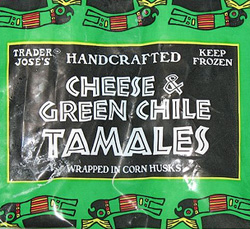 TRADER JOSE'S HANDCRAFTED KEEP FROZEN
CHEESE &
GREEN CHILE
TAMALES
WRAPPED IN CORN HUSKS